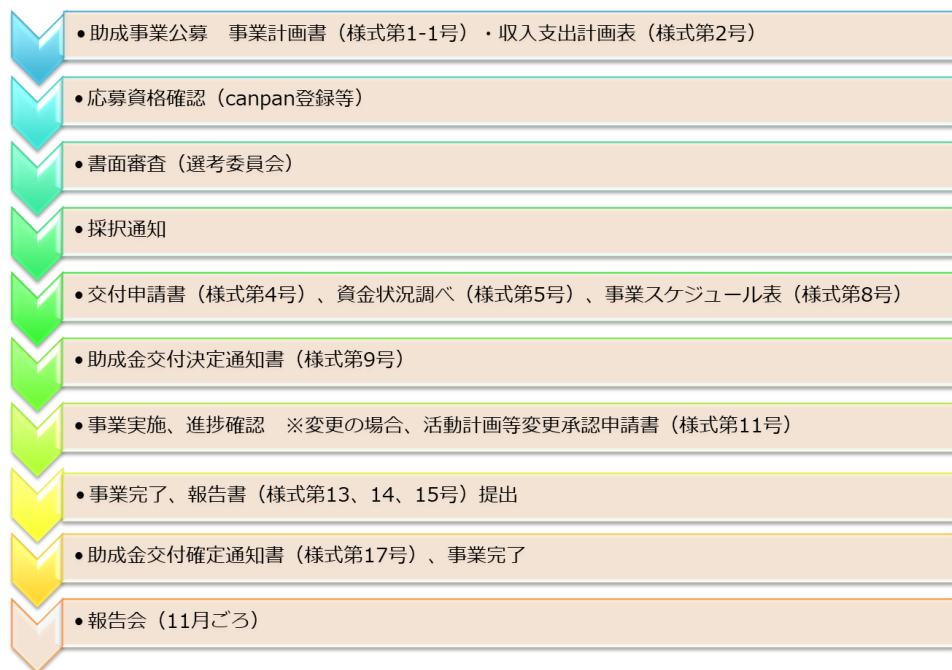 •助成事業公募　事業計画書（様式第1-1号）・収入支出計画表（様式第2号）
•応募資格確認（canpan登録等）
•書面審査（選考委員会）
•採択通知
•交付申請書（様式第4号）、資金状況調べ（様式第5号）、事業スケジュール表（様式第8号）
•助成金交付決定通知書（様式第9号）
•事業実施、進捗確認　※変更の場合、活動計画等変更承認申請書（様式第11号）
•事業完了、報告書（様式第13、14、15号）提出
•助成金交付確定通知書（様式第17号）、事業完了
•報告会（11月ごろ）